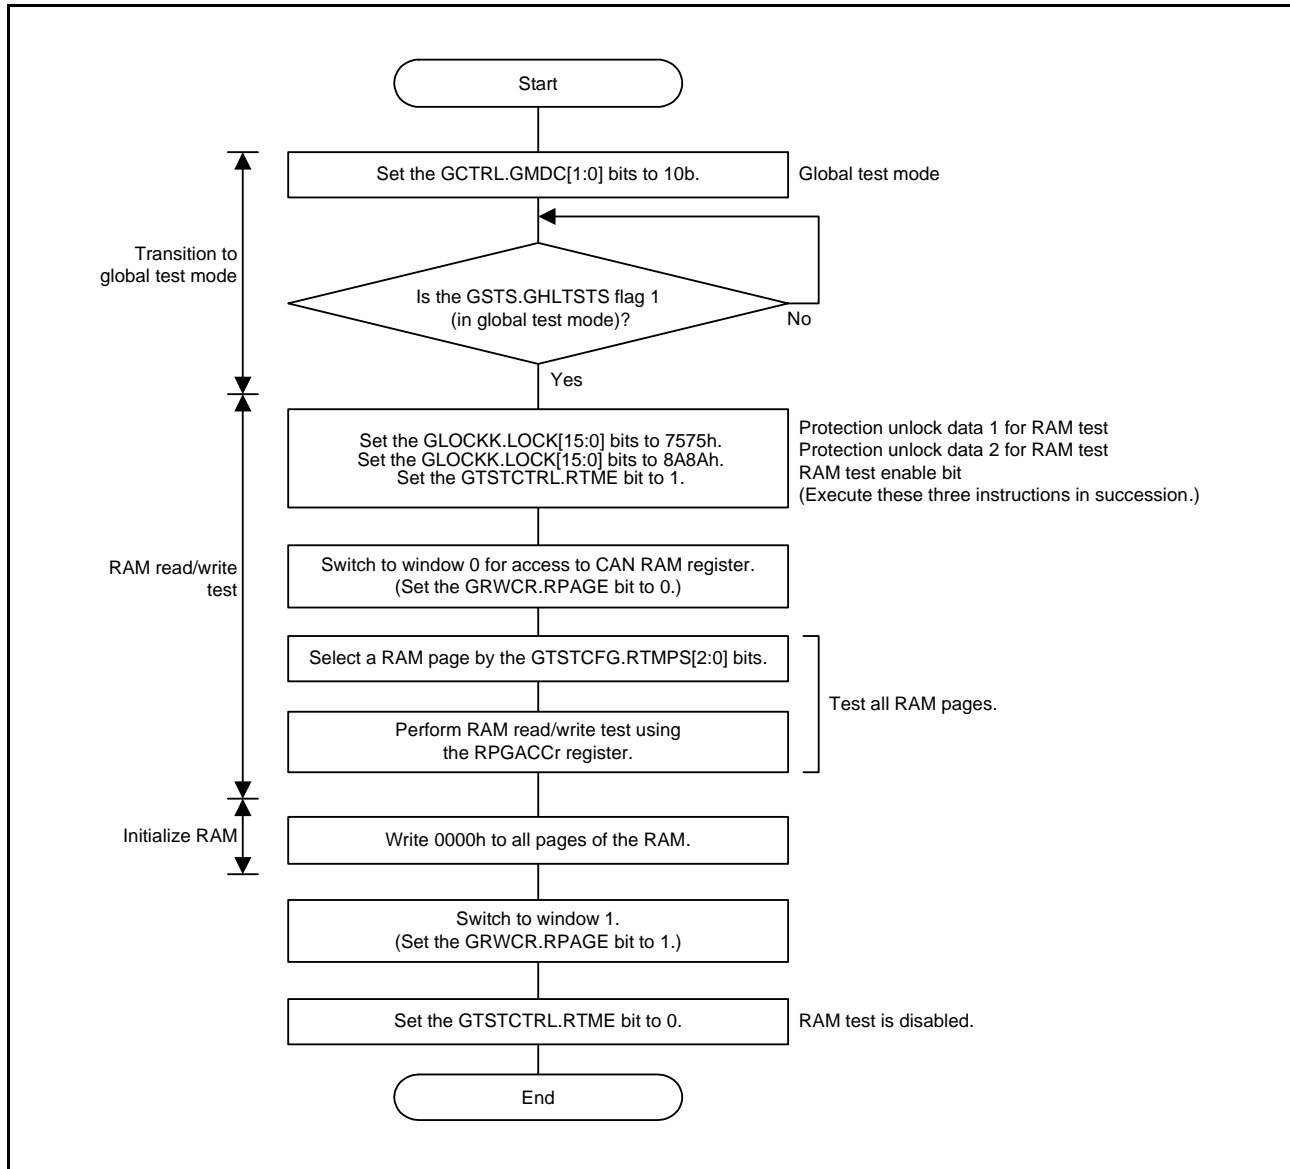 Start
Set the GCTRL.GMDC[1:0] bits to 10b.
Global test mode
Transition to
global test mode
Is the GSTS.GHLTSTS flag 1
(in global test mode)?
No
Yes
Set the GLOCKK.LOCK[15:0] bits to 7575h.
Set the GLOCKK.LOCK[15:0] bits to 8A8Ah.
Set the GTSTCTRL.RTME bit to 1.
Protection unlock data 1 for RAM test
Protection unlock data 2 for RAM test
RAM test enable bit
(Execute these three instructions in succession.)
RAM read/write
test
Switch to window 0 for access to CAN RAM register.
(Set the GRWCR.RPAGE bit to 0.)
Select a RAM page by the GTSTCFG.RTMPS[2:0] bits.
Test all RAM pages.
Perform RAM read/write test using
the RPGACCr register.
Initialize RAM
Write 0000h to all pages of the RAM.
Switch to window 1.
(Set the GRWCR.RPAGE bit to 1.)
Set the GTSTCTRL.RTME bit to 0.
RAM test is disabled.
End